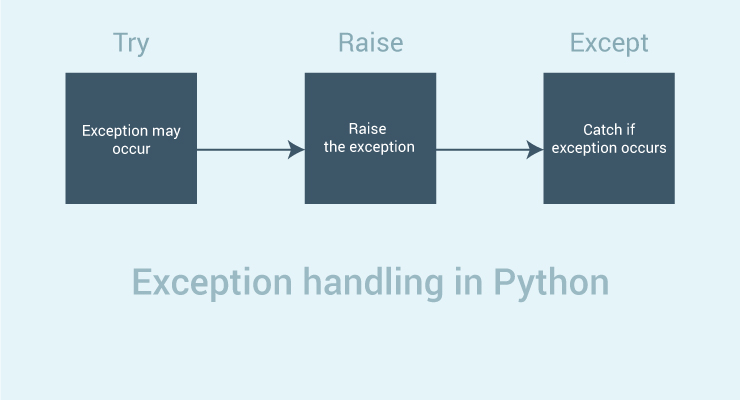 Try
Raise
Except
Exception may
occur
Raise
the exception
Catch if
exception occurs
Exception handling in Python